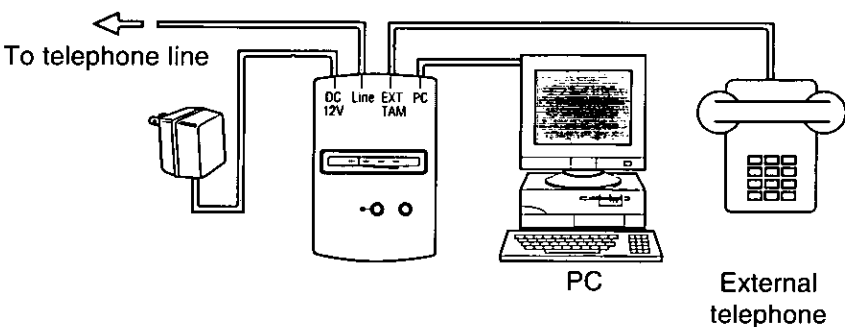 To telephone line
DC Line EXT PC
12V TAM
PC
External
telephone